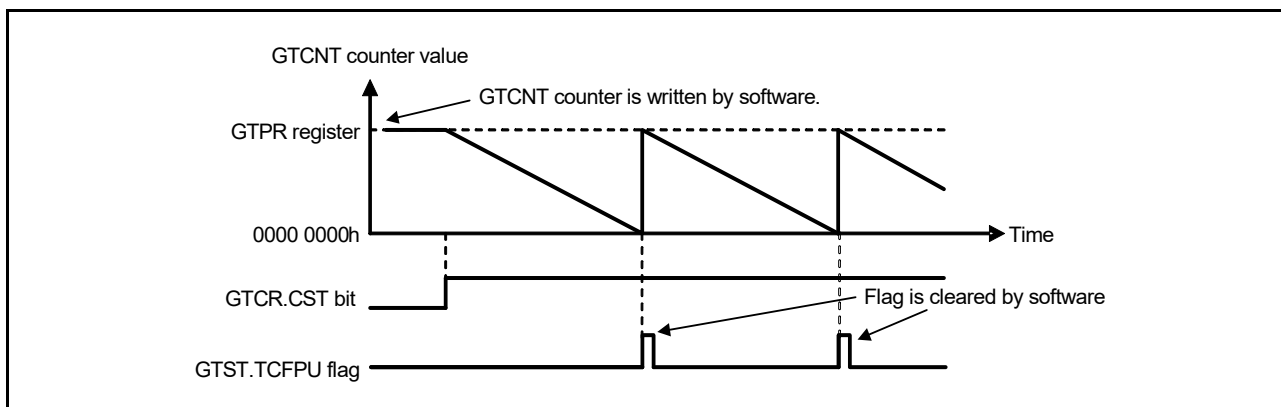 GTCNT counter value
GTCNT counter is written by software.
GTPR register
0000 0000h
Time
GTCR.CST bit
Flag is cleared by software
GTST.TCFPU flag